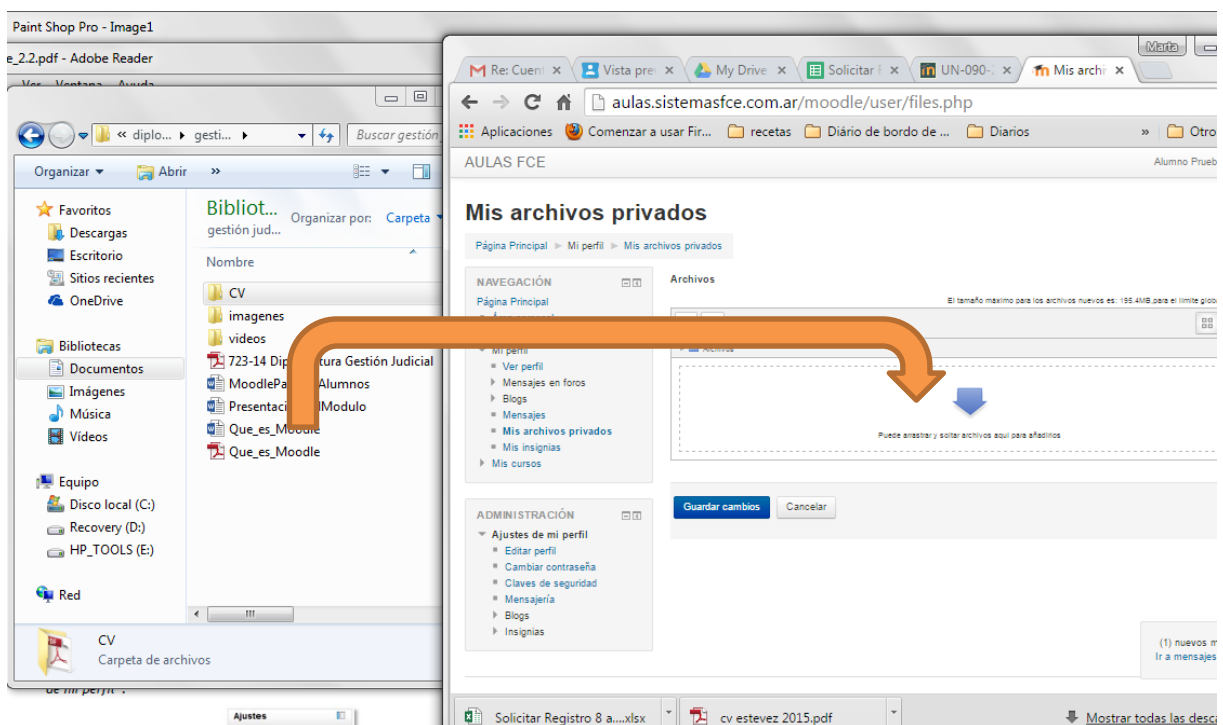 Paint Shop Pro - Image1
e_2.2.pdf - Adobe Reader
Ver Ventana Ayuda
« diplo... gesti...
Buscar gestión
Organizar
Abrir
»
Favoritos
Descargas
Escritorio
Sitios recientes
OneDrive
Bibliotecas
Documentos
Imágenes
Música
Vídeos
Equipo
Disco local (C:)
Recovery (D:)
HP_TOOLS (E:)
Red
Bibliot...
gestión jud...
Organizar por: Carpeta
Nombre
CV
imagenes
videos
723-14 Dip tura Gestión Judicial
MoodlePa Alumnos
Presentaci Modulo
Que_es_Moodle
Que_es_Moodle
CV
Carpeta de archivos
de mi perfil".
Ajustes
Marta
Re: Cuent
Vista prev
My Drive
Solicitar
UN-090-
Mis archiv
aulas.sistemasfce.com.ar/moodle/user/files.php
Aplicaciones
Comenzar a usar Fir...
recetas
Diário de bordo de ...
Diarios
»
Otro
AULAS FCE
Alumno Prueb
Mis archivos privados
Página Principal
Mi perfil
Mis archivos privados
NAVEGACIÓN
Página Principal
Mi perfil
Ver perfil
Mensajes en foros
Blogs
Mensajes
Mis archivos privados
Mis insignias
Mis cursos
ADMINISTRACIÓN
Ajustes de mi perfil
Editar perfil
Cambiar contraseña
Claves de seguridad
Mensajería
Blogs
Insignias
Archivos
El tamaño máximo para los archivos nuevos es: 195.4MB, para el límite glob
Archivos
Puede arrastrar y soltar archivos aquí para añadirlos
Guardar cambios
Cancelar
(1) nuevos m
Ir a mensajes
Solicitar Registro 8 a....xlsx
cv estevez 2015.pdf
Mostrar todas las desc